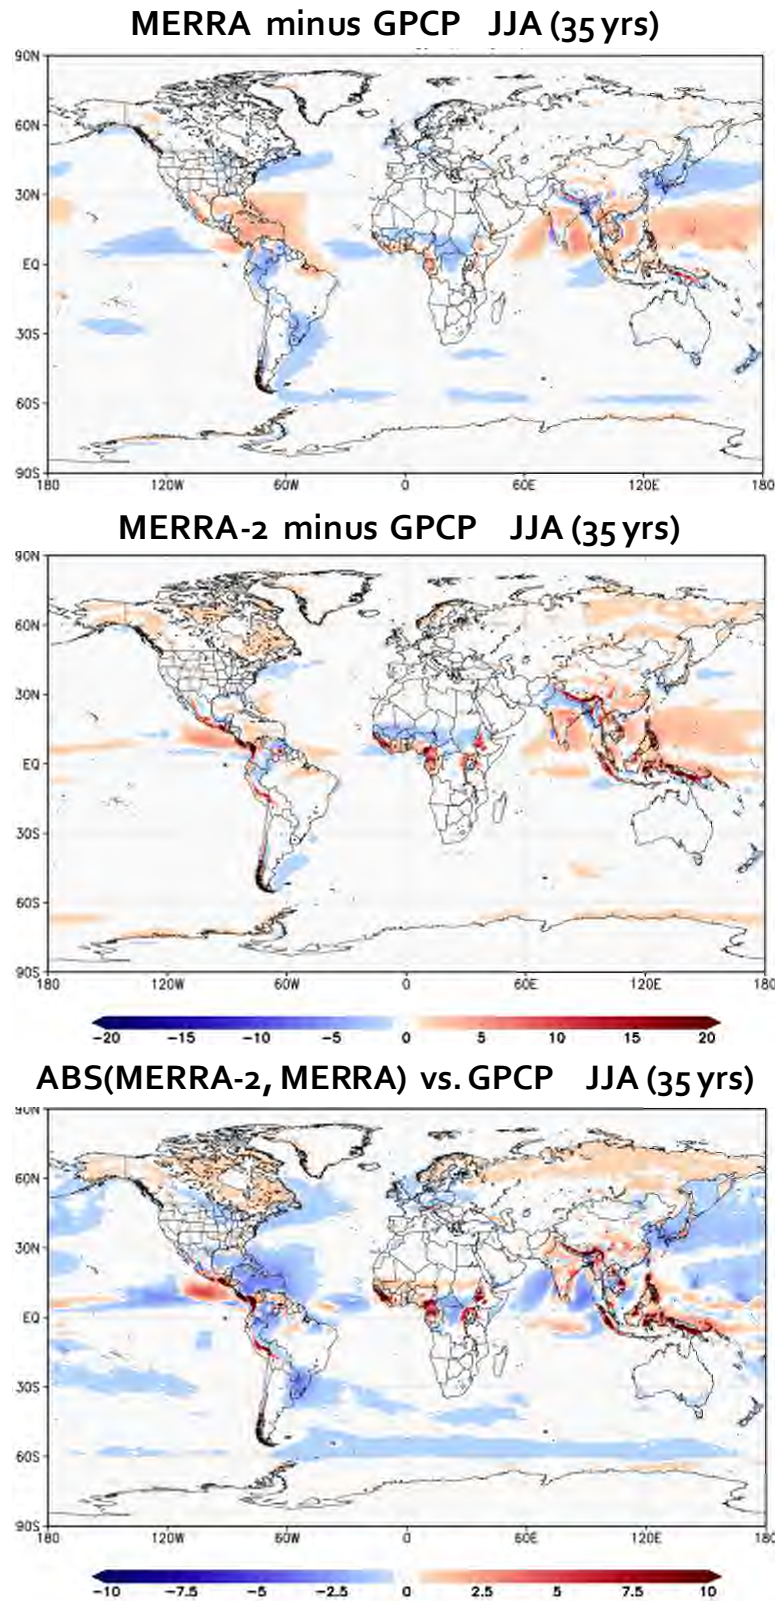 MERRA minus GPCP JJA (35 yrs)
90N
60N
30N
EQ
30S
60S
90S
180 120W 60W 0 60E 120E 180
MERRA-2 minus GPCP JJA (35 yrs)
90N
60N
30N
EQ
30S
60S
90S
180 120W 60W 0 60E 120E 180
-20 -15 -10 -5 0 5 10 15 20
ABS(MERRA-2, MERRA) vs. GPCP JJA (35 yrs)
90N
60N
30N
EQ
30S
60S
90S
180 120W 60W 0 60E 120E 180
-10 -7.5 -5 -2.5 0 2.5 5 7.5 10